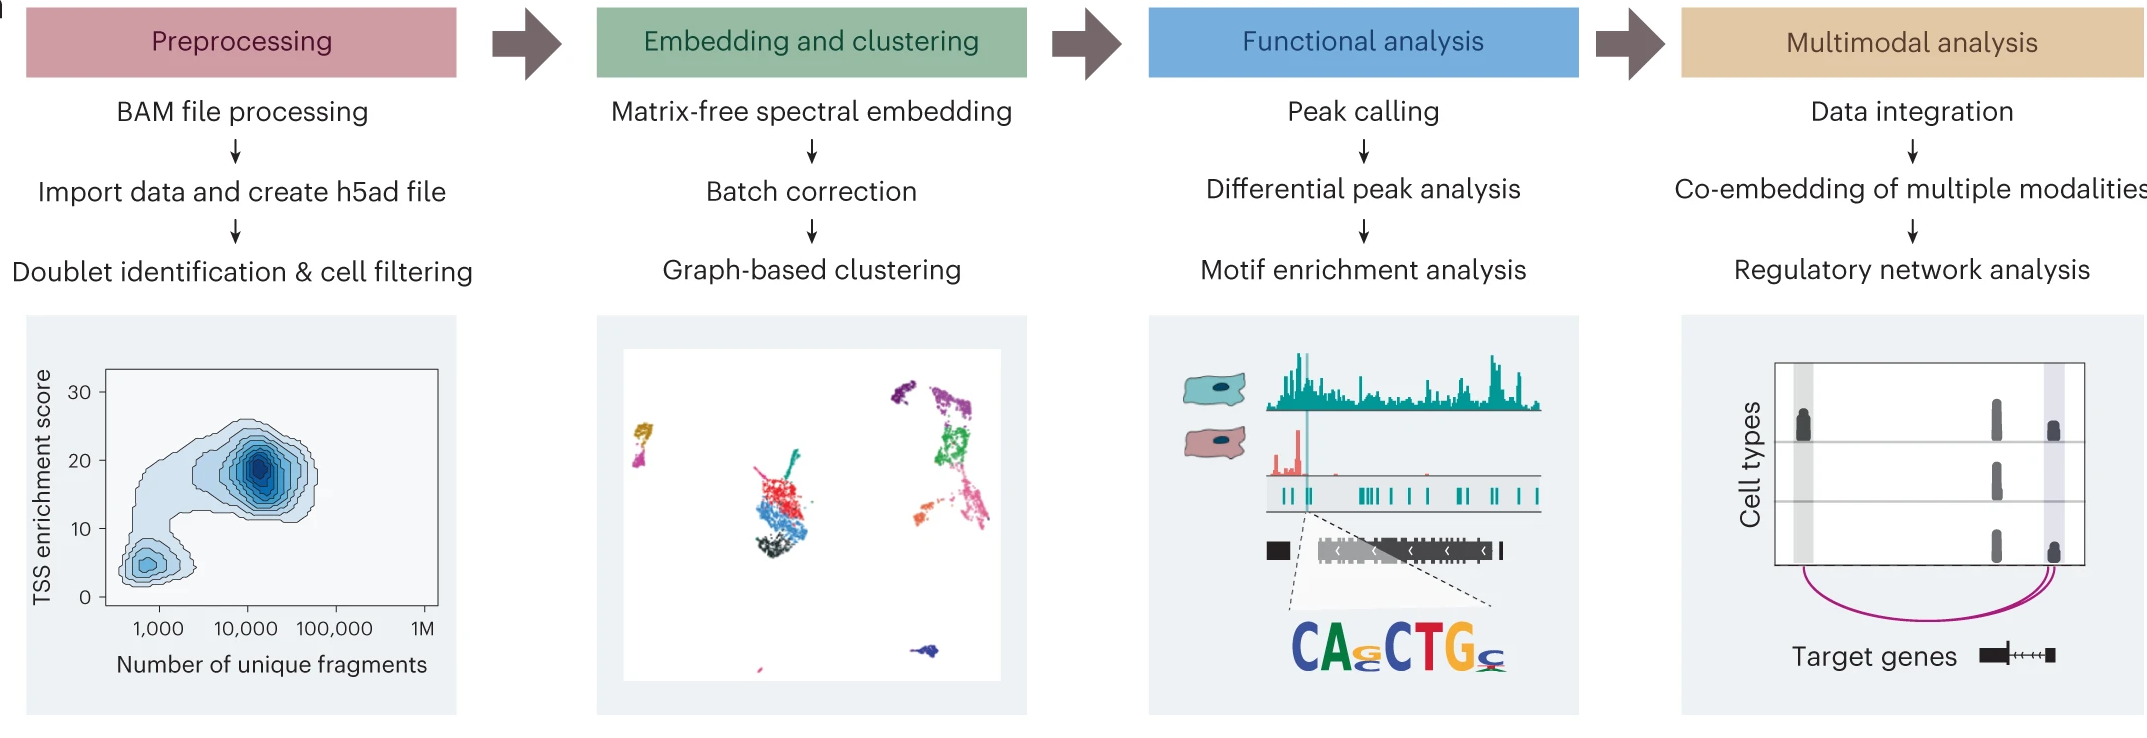 Preprocessing
Embedding and clustering
Functional analysis
Multimodal analysis
BAM file processing
Import data and create h5ad file
Doublet identification & cell filtering
Matrix-free spectral embedding
Batch correction
Graph-based clustering
Peak calling
Differential peak analysis
Motif enrichment analysis
Data integration
Co-embedding of multiple modalities
Regulatory network analysis
TSS enrichment score
30
20
10
0
1,000 10,000 100,000 1M
Number of unique fragments
CAGCTGC
C
Cell types
Target genes